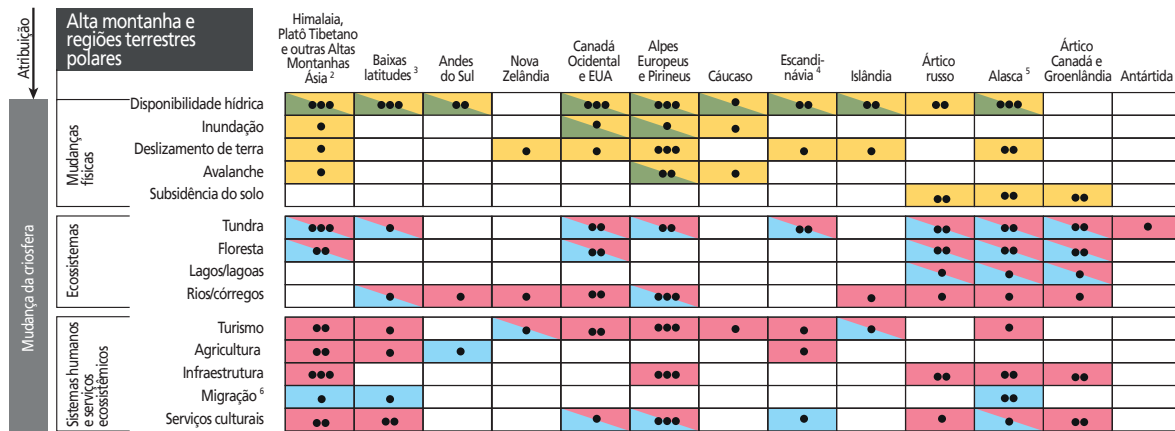 Atribuição
Alta montanha e
regiões terrestres
polares
Himalaia,
Platô Tibetano
e outras Altas
Montanhas
Ásia 2
Baixas
latitudes 3
Andes
do Sul
Nova
Zelândia
Canadá
Ocidental
e EUA
Alpes
Europeus
e Pirineus
Cáucaso
Escandi-
návia 4
Islândia
Ártico
russo
Alasca 5
Ártico
Canadá e
Groenlândia
Antártida
Mudança da criosfera
Mudanças
físicas
Disponibilidade hídrica
Inundação
Deslizamento de terra
Avalanche
Subsidência do solo
Ecossistemas
Tundra
Floresta
Lagos/lagoas
Rios/córregos
Sistemas humanos
e serviços
ecossistêmicos
Turismo
Agricultura
Infraestrutura
Migração 6
Serviços culturais